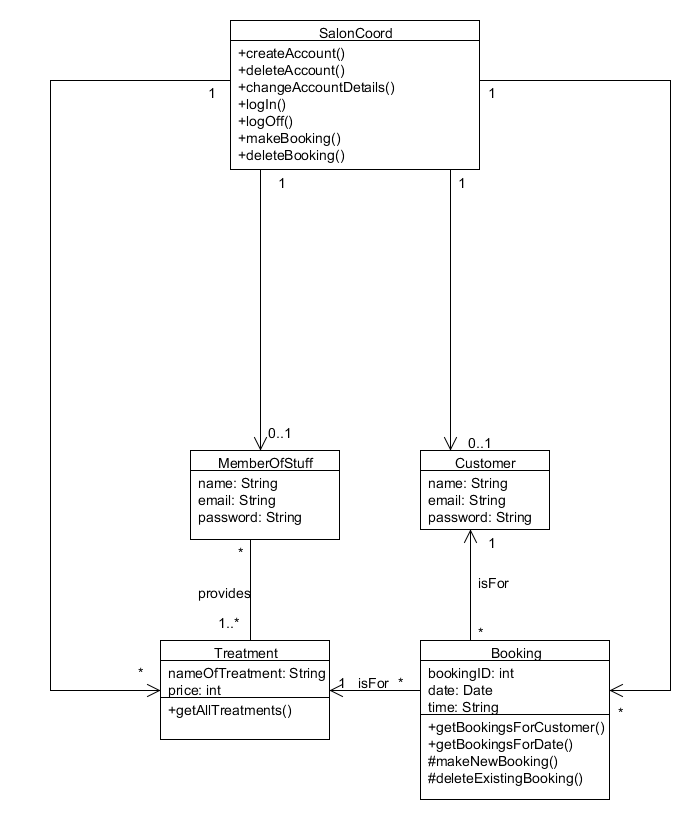 SalonCoord
+createAccount()
+deleteAccount()
+changeAccountDetails()
+logIn()
+logOff()
+makeBooking()
+deleteBooking()
1
1
1
1
0..1
0..1
MemberOfStuff
name: String
email: String
password: String
Customer
name: String
email: String
password: String
*
1
provides
isFor
1..*
*
Treatment
nameOfTreatment: String
price: int
+getAllTreatments()
*
1 isFor *
Booking
bookingID: int
date: Date
time: String
+getBookingsForCustomer()
+getBookingsForDate()
#makeNewBooking()
#deleteExistingBooking()
*